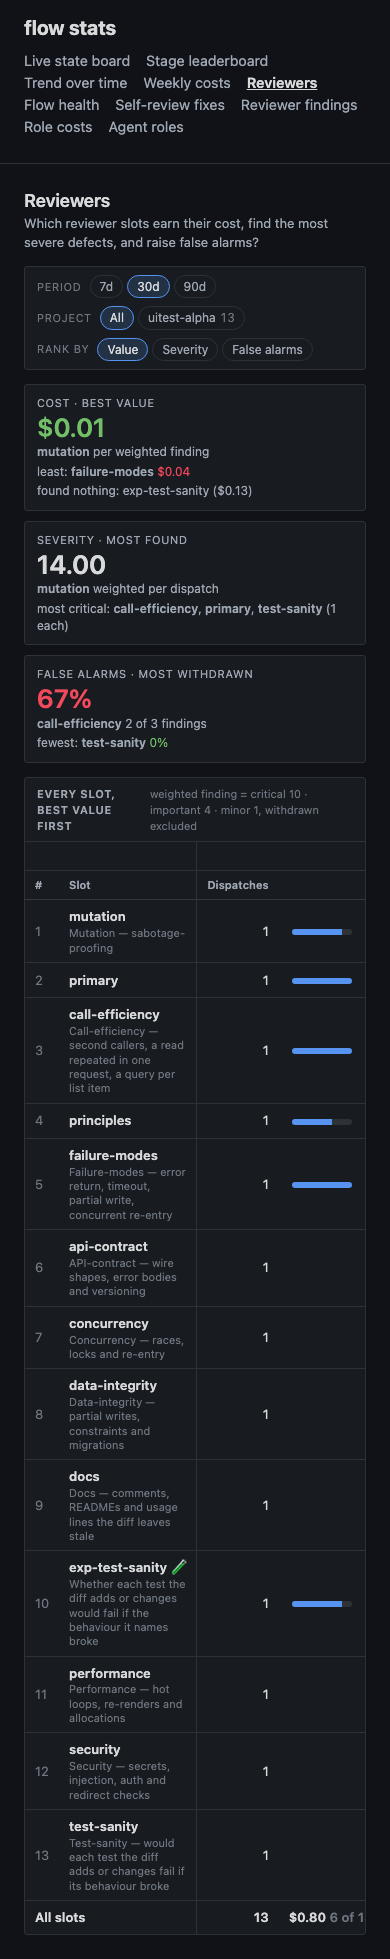 flow stats
Live state board Stage leaderboard
Trend over time Weekly costs Reviewers
Flow health Self-review fixes Reviewer findings
Role costs Agent roles
Reviewers
Which reviewer slots earn their cost, find the most
severe defects, and raise false alarms?
PERIOD 7d 30d 90d
PROJECT All uitest-alpha 13
RANK BY Value Severity False alarms
COST · BEST VALUE
$0.01
mutation per weighted finding
least: failure-modes $0.04
found nothing: exp-test-sanity ($0.13)
SEVERITY · MOST FOUND
14.00
mutation weighted per dispatch
most critical: call-efficiency, primary, test-sanity (1
each)
FALSE ALARMS · MOST WITHDRAWN
67%
call-efficiency 2 of 3 findings
fewest: test-sanity 0%
EVERY SLOT,
BEST VALUE
FIRST
weighted finding = critical 10 ·
important 4 · minor 1, withdrawn
excluded
# Slot Dispatches
1 mutation 1
Mutation — sabotage-
proofing
2 primary 1
3 call-efficiency 1
Call-efficiency —
second callers, a read
repeated in one
request, a query per
list item
4 principles 1
5 failure-modes 1
Failure-modes — error
return, timeout,
partial write,
concurrent re-entry
6 api-contract 1
API-contract — wire
shapes, error bodies
and versioning
7 concurrency 1
Concurrency — races,
locks and re-entry
8 data-integrity 1
Data-integrity —
partial writes,
constraints and
migrations
9 docs 1
Docs — comments,
READMEs and usage
lines the diff leaves
stale
10 exp-test-sanity 1
Whether each test the
diff adds or changes
would fail if the
behaviour it names
broke
11 performance 1
Performance — hot
loops, re-renders and
allocations
12 security 1
Security — secrets,
injection, auth and
redirect checks
13 test-sanity 1
Test-sanity — would
each test the diff
adds or changes fail if
its behaviour broke
All slots 13 $0.80 6 of 1